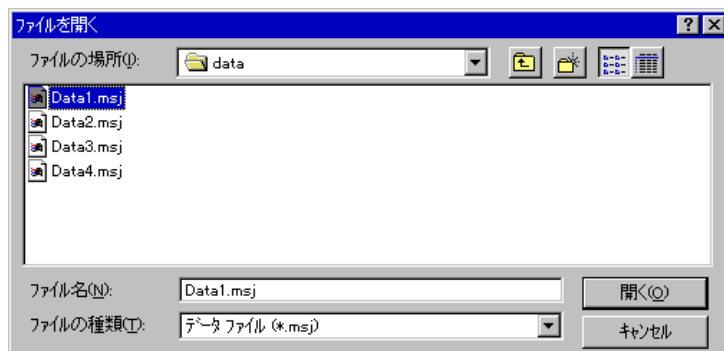 ファイルを開く
ファイルの場所(I):
data
Data1.msj
Data2.msj
Data3.msj
Data4.msj
ファイル名(N):
Data1.msj
開く(O)
ファイルの種類(T):
データ ファイル (*.msj)
キャンセル